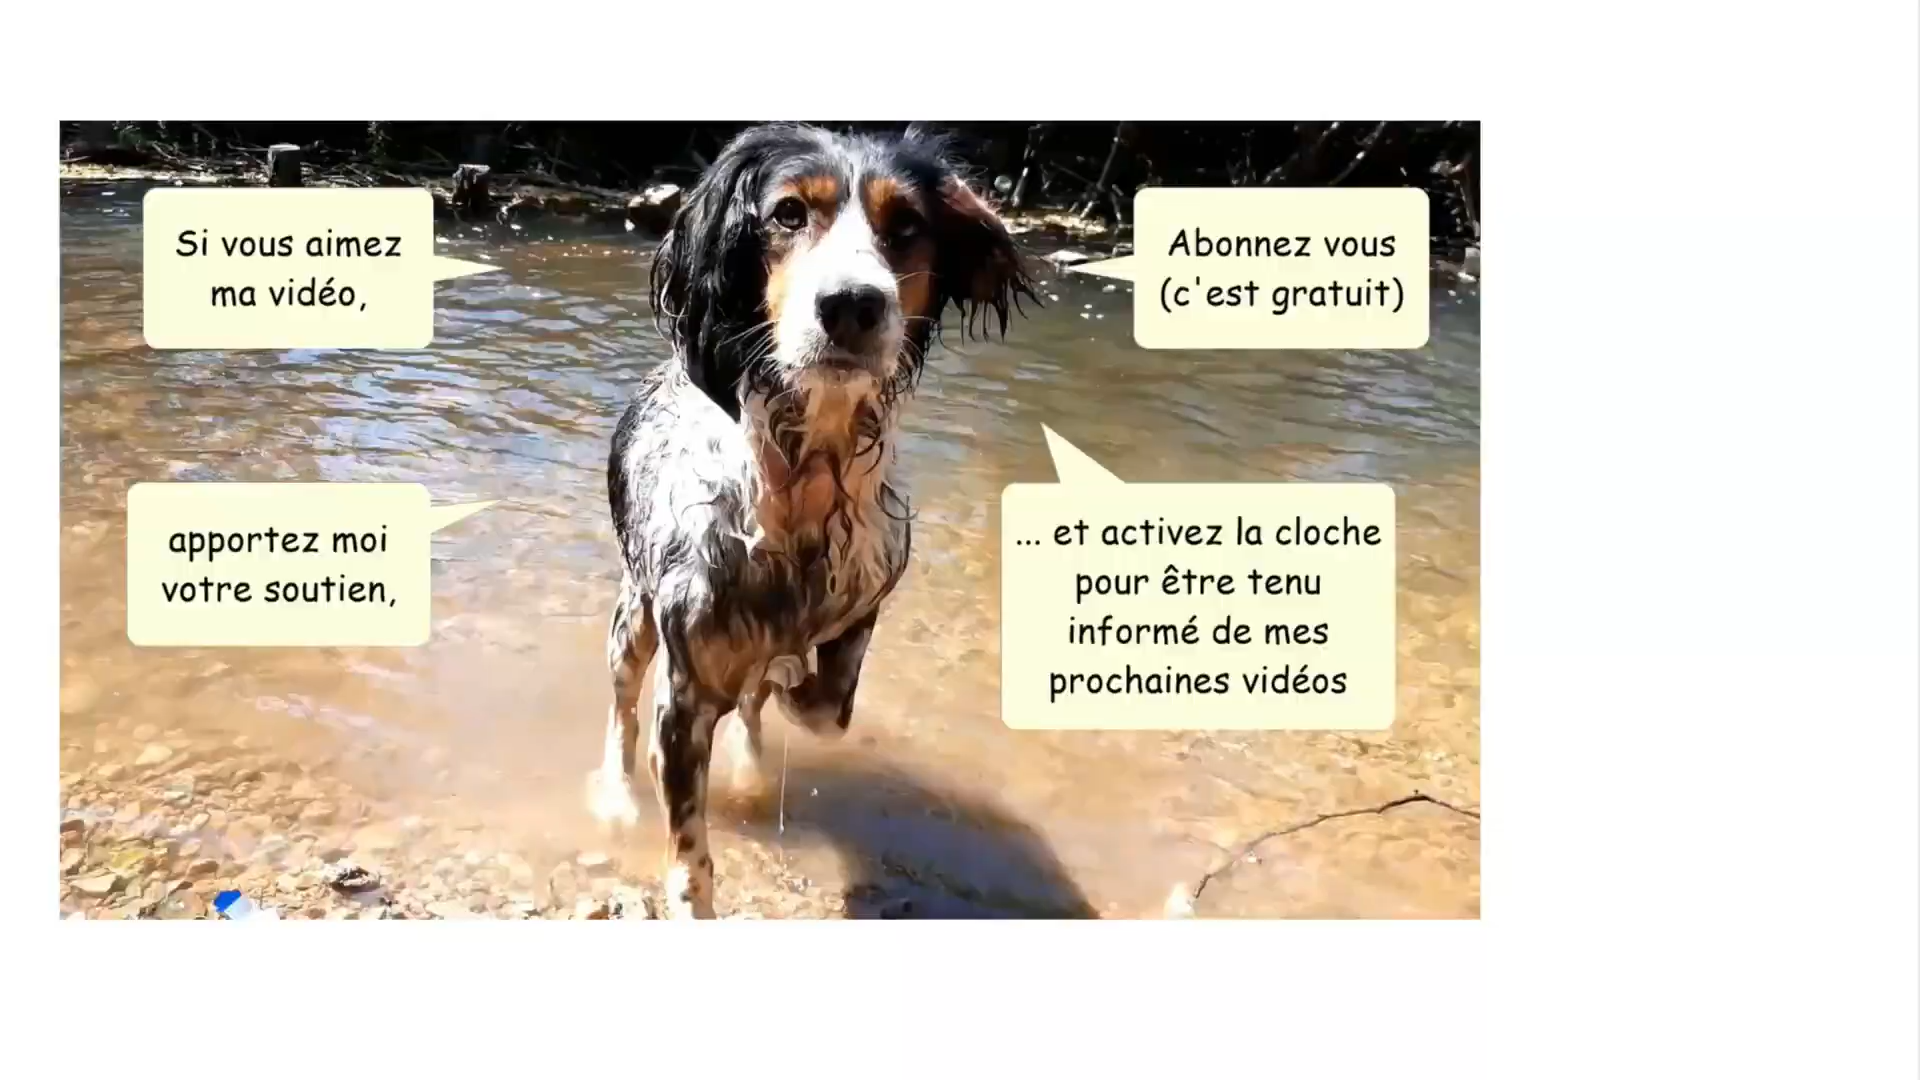 Si vous aimez
ma vidéo,
apportez moi
votre soutien,
Abonnez vous
(c'est gratuit)
... et activez la cloche
pour être tenu
informé de mes
prochaines vidéos